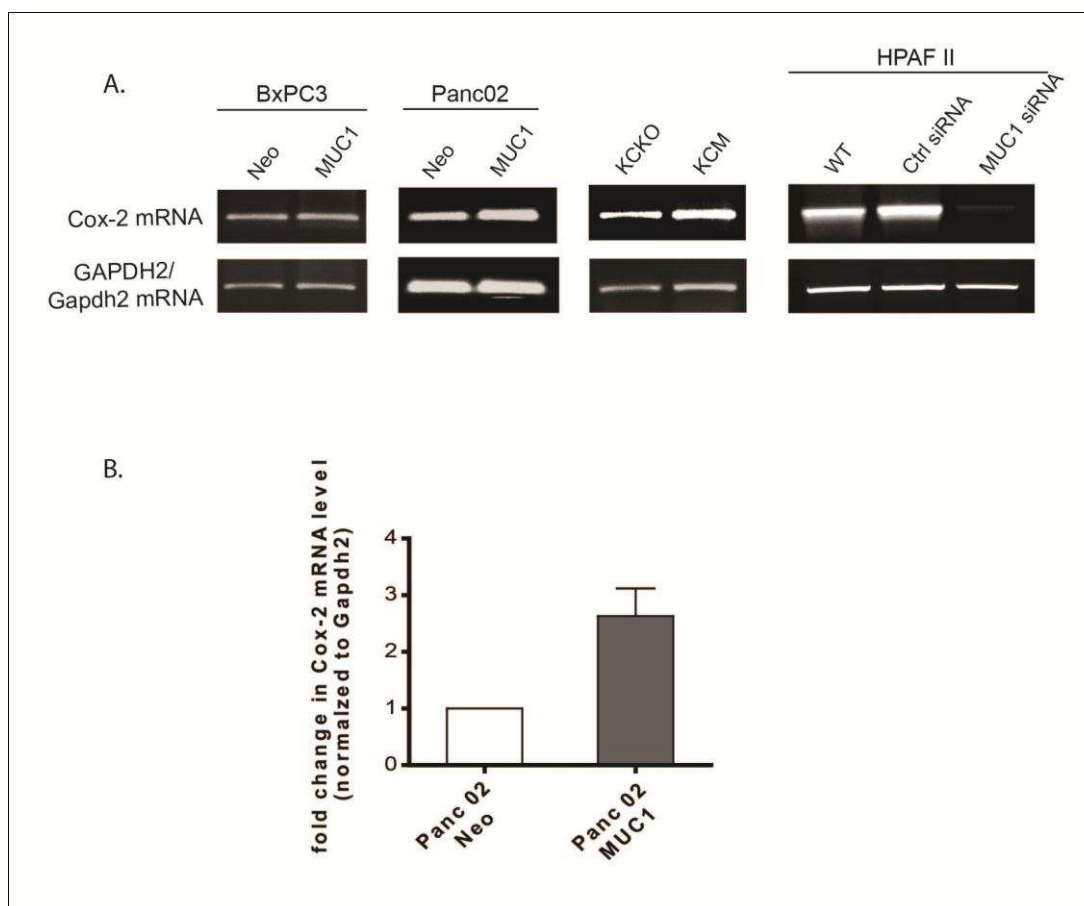 A.
BxPC3
Panc02
HPAF II
Neo
MUC1
Neo
MUC1
KCKO
KCM
WT
Ctrl siRNA
MUC1 siRNA
Cox-2 mRNA
GAPDH2/
Gapdh2 mRNA
B.
fold change in Cox-2 mRNA level
(normalzed to Gapdh2)
4
3
2
1
0
Panc 02
Neo
Panc 02
MUC1